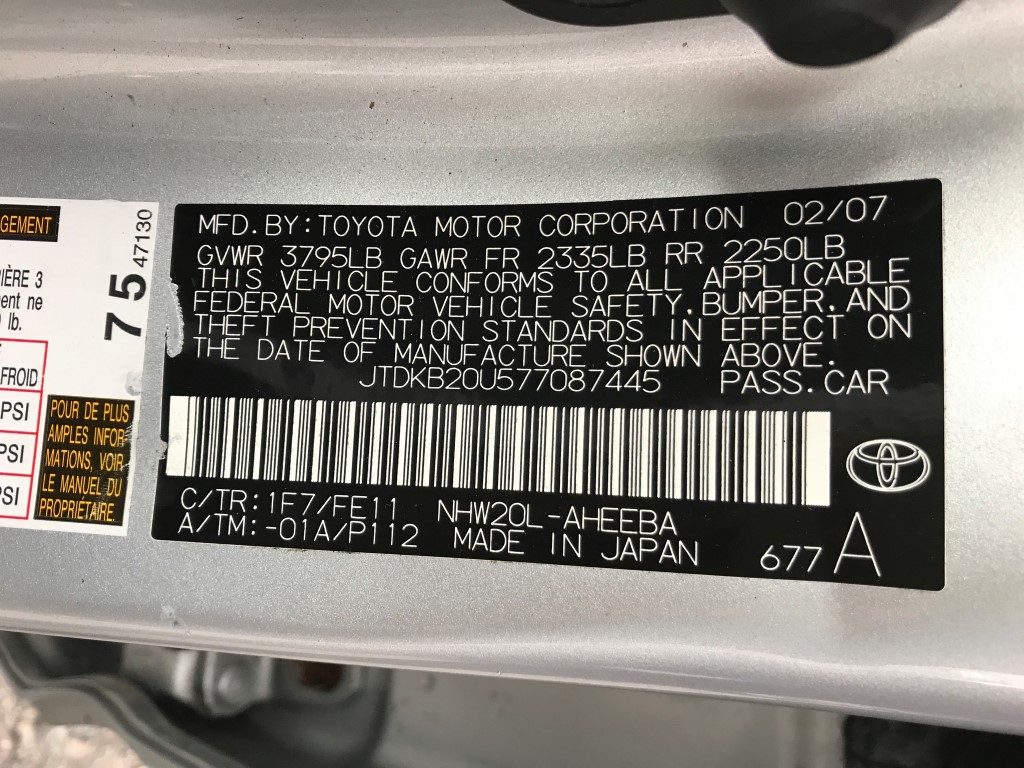 GEMENT
RIÈRE 3
ent ne
lb.
FROID
PSI
PSI
PSI
75
47130
POUR DE PLUS
AMPLES INFOR-
MATIONS, VOIR
LE MANUEL DU
PROPRIÉTAIRE.
MFD.BY:TOYOTA MOTOR CORPORATION 02/07
GVWR 3795LB GAWR FR 2335LB RR 2250LB
THIS VEHICLE CONFORMS TO ALL APPLICABLE
FEDERAL MOTOR VEHICLE SAFETY,BUMPER,AND
THEFT PREVENTION STANDARDS IN EFFECT ON
THE DATE OF MANUFACTURE SHOWN ABOVE.
JTDKB20U577087445 PASS.CAR
C/TR:1F7/FE11 NHW20L-AHEEBA
A/TM:-01A/P112 MADE IN JAPAN 677 A